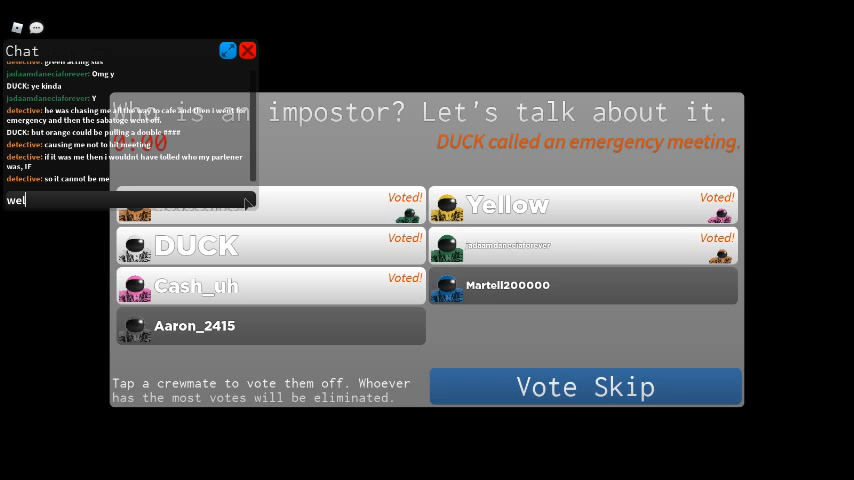 Chat
detective: green acting sus
jadaamdaneciaforever: Omg y
DUCK: ye kinda
jadaamdaneciaforever: Y
detective: he was chasing me all the way to cafe and then i went for
emergency and then the sabatoge went off.
DUCK: but orange could be pulling a double ####
detective: causing me not to hit meeting
detective: if it was me then i wouldnt have tolled who my partener
was, IF
detective: so it cannot be me
wel
Who is an impostor? Let's talk about it.
0:00
DUCK called an emergency meeting.
Voted!
Yellow
Voted!
DUCK
Voted!
jadaamdaneciaforever
Voted!
Cash_uh
Voted!
Martell200000
Aaron_2415
Tap a crewmate to vote them off. Whoever
has the most votes will be eliminated.
Vote Skip